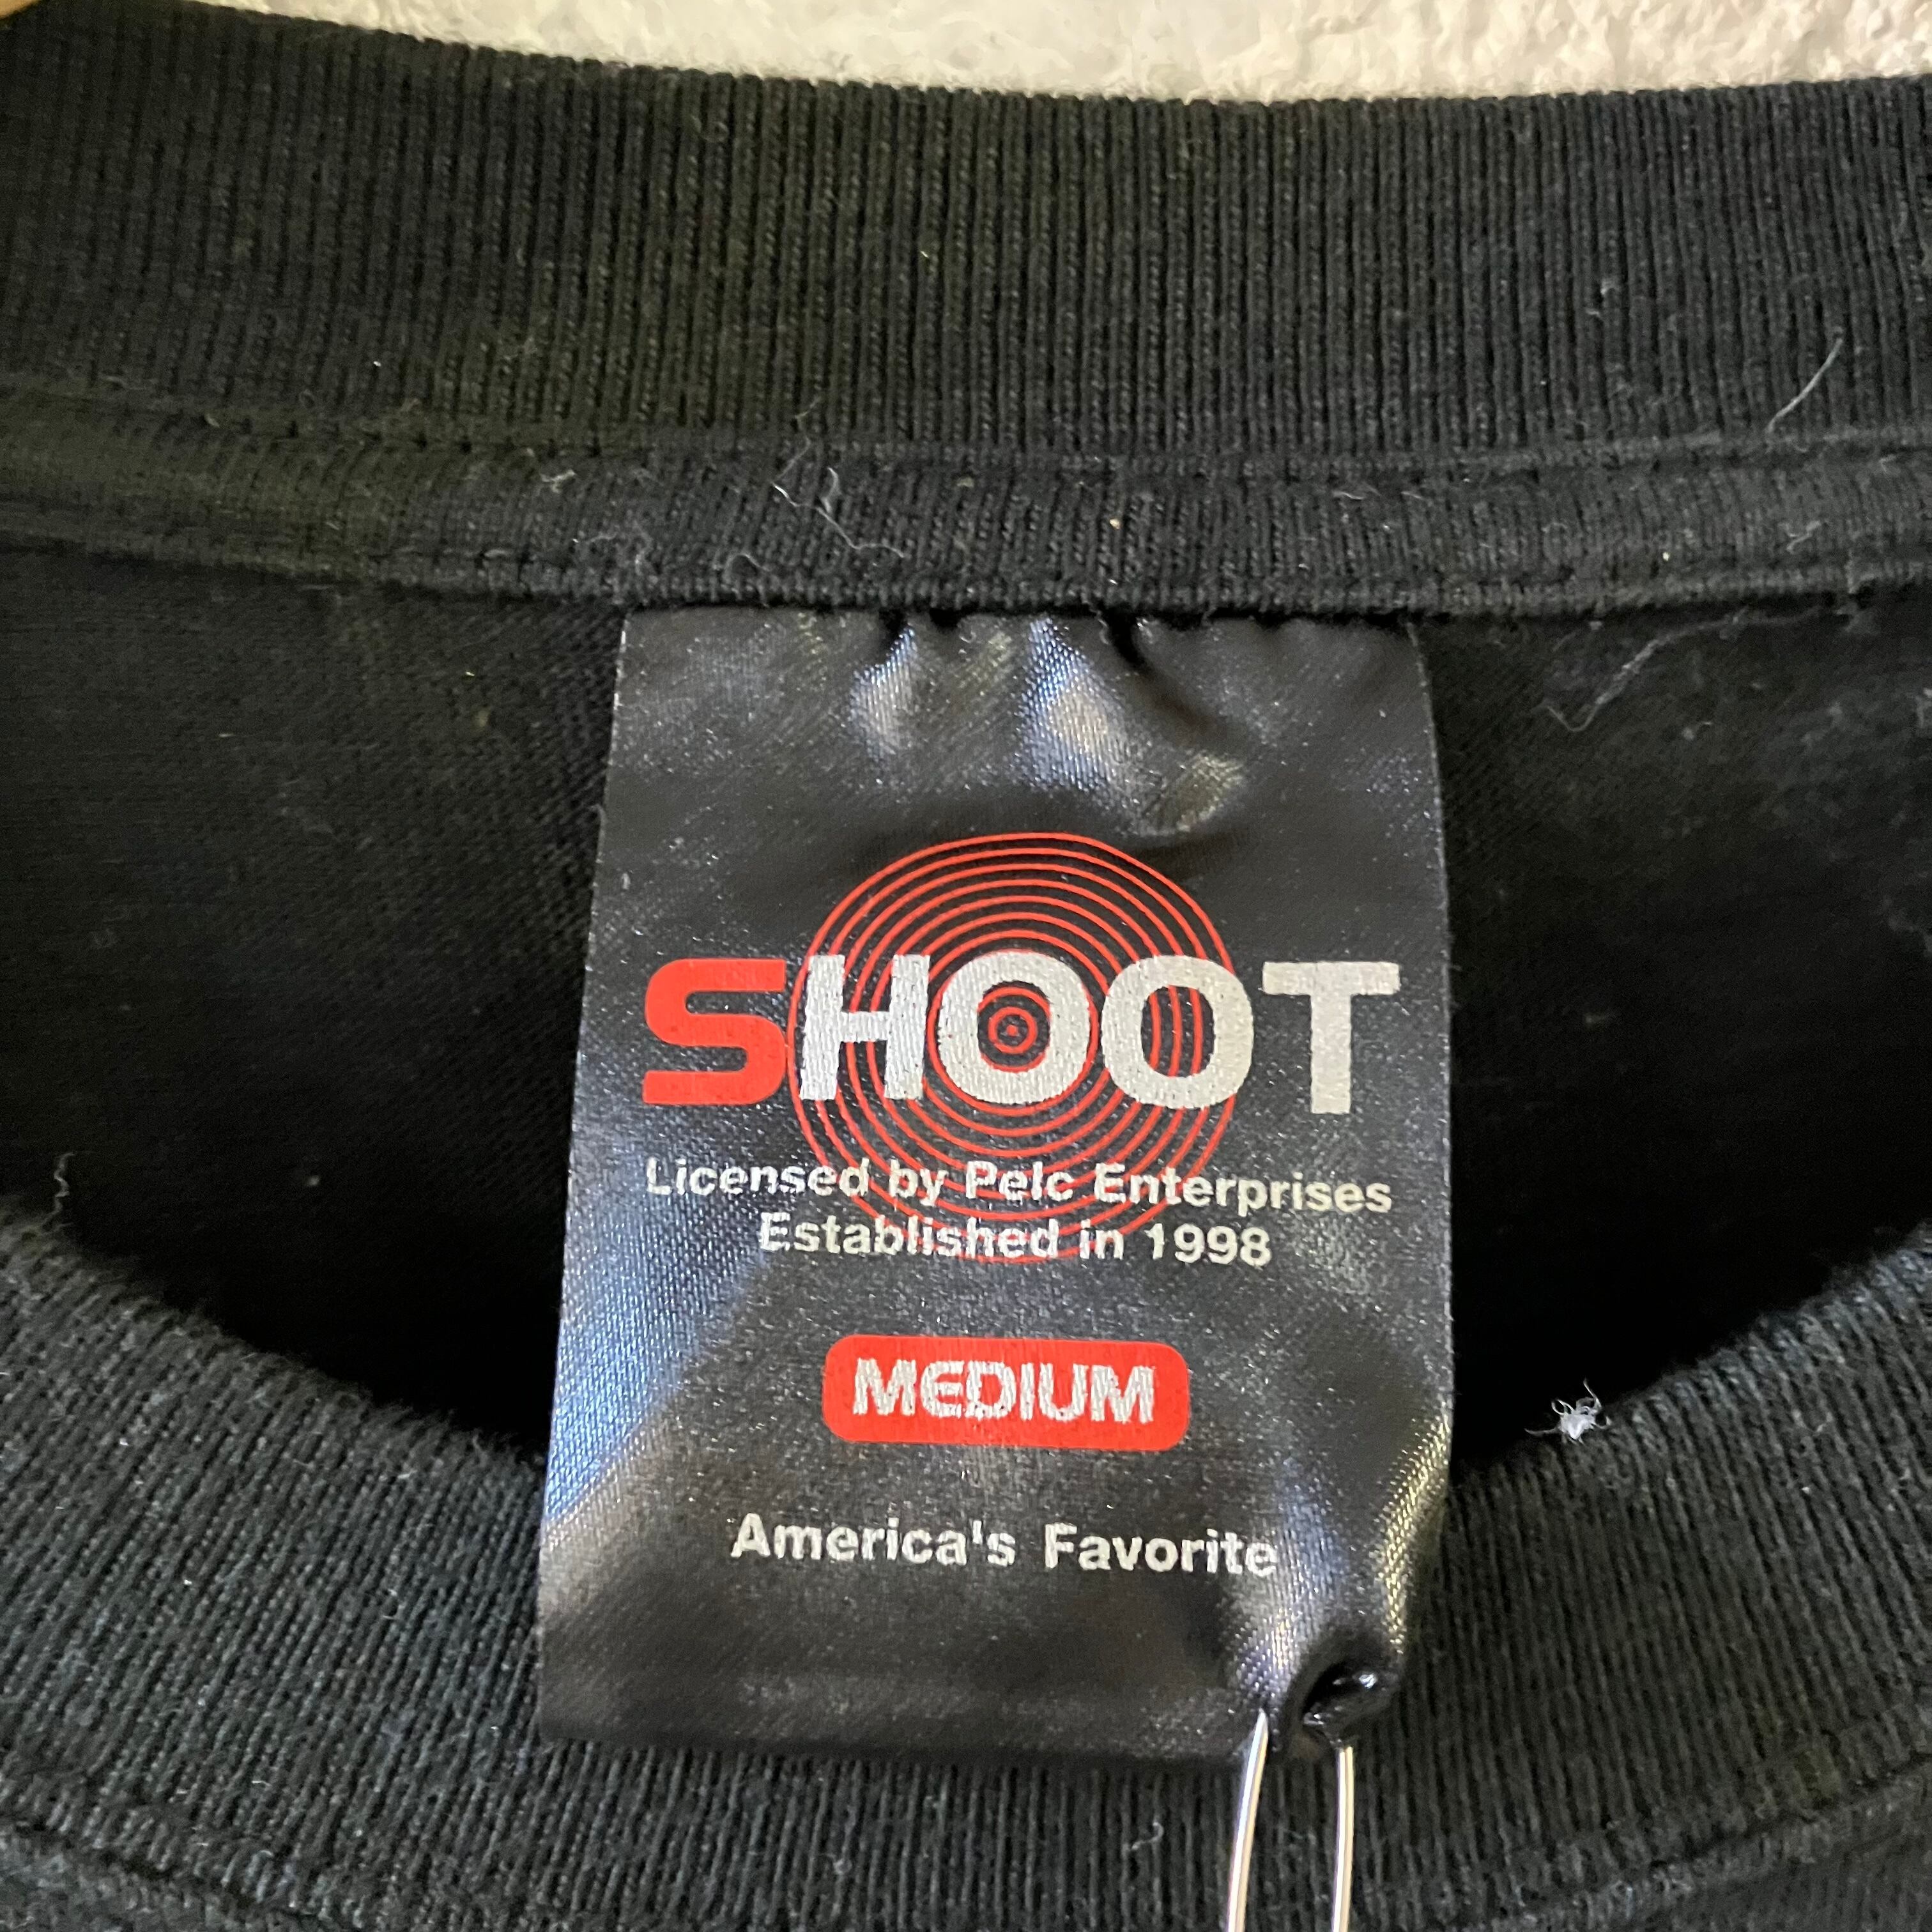 SHOOT
Licensed by Pelc Enterprises
Established in 1998
MEDIUM
America's Favorite